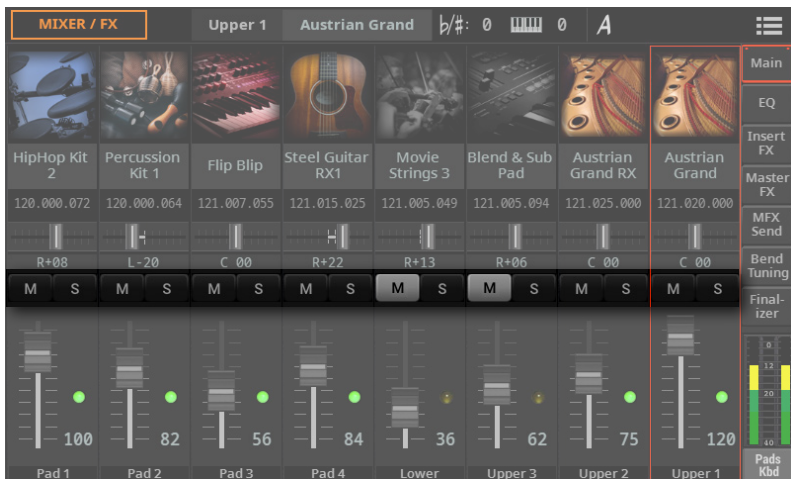 MIXER / FX Upper 1 Austrian Grand ♭/#: 0 0 A
Main
EQ
Insert
FX
Master
FX
MFX
Send
Bend
Tuning
Final-
izer
HipHop Kit
2
Percussion
Kit 1
Flip Blip
Steel Guitar
RX1
Movie
Strings 3
Blend & Sub
Pad
Austrian
Grand RX
Austrian
Grand
120.000.072 120.000.064 121.007.055 121.015.025 121.005.049 121.005.094 121.025.000 121.020.000
R+08 L-20 C 00 R+22 R+13 R+06 C 00 C 00
M S M S M S M S M S M S M S M S
0
12
20
40
100 82 56 84 36 62 75 120
Pad 1 Pad 2 Pad 3 Pad 4 Lower Upper 3 Upper 2 Upper 1
Pads
Kbd